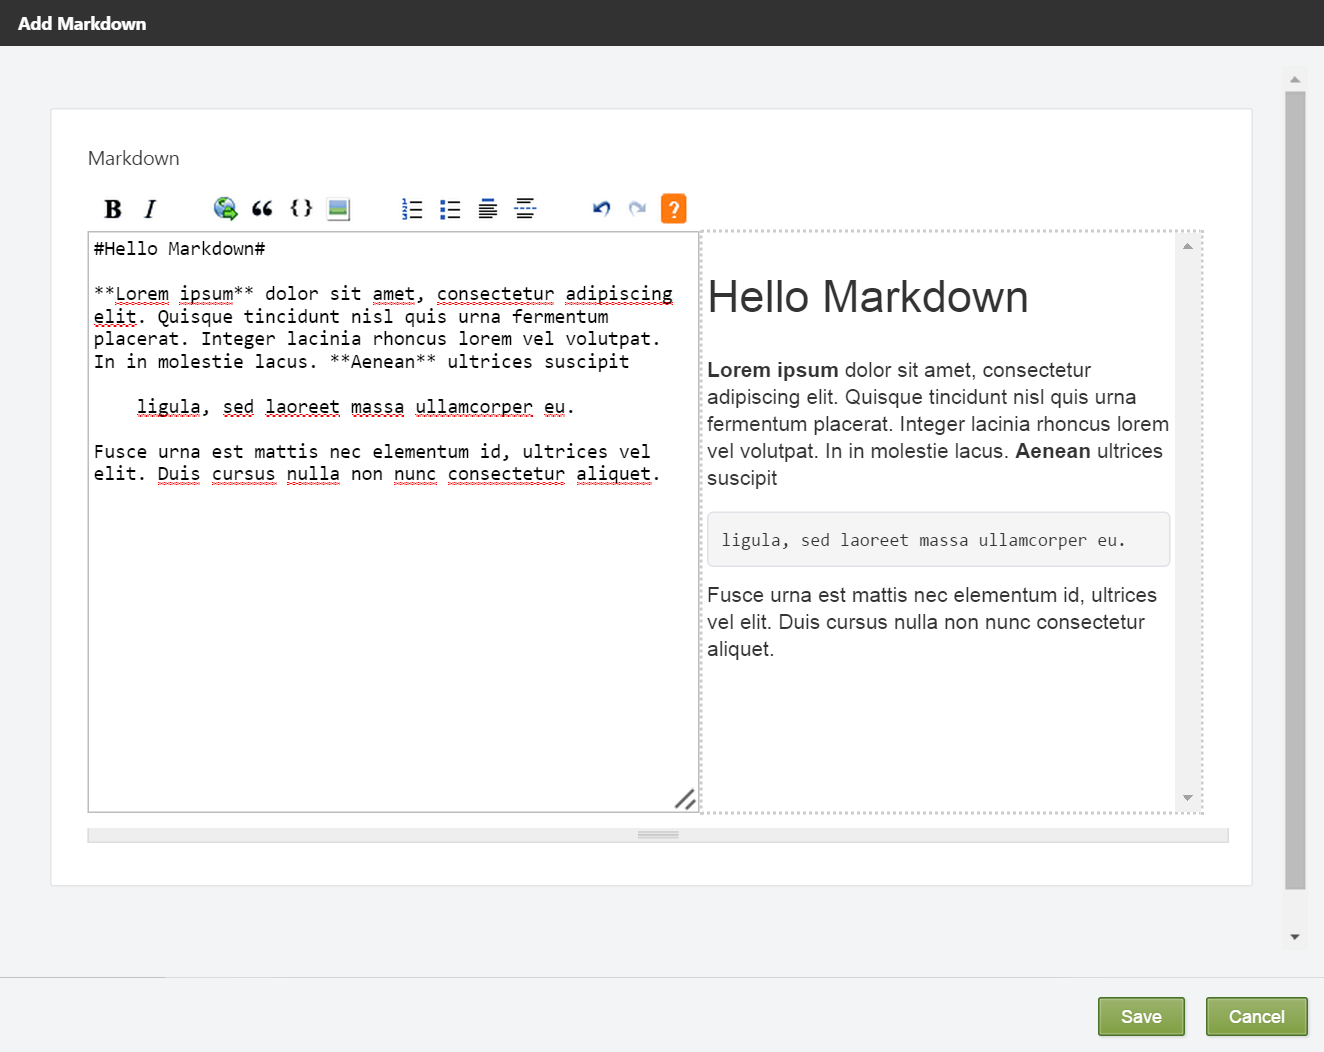 Add Markdown
Markdown
B I “ {} ?
#Hello Markdown#
**Lorem ipsum** dolor sit amet, consectetur adipiscing
elit. Quisque tincidunt nisl quis urna fermentum
placerat. Integer lacinia rhoncus lorem vel volutpat.
In in molestie lacus. **Aenean** ultrices suscipit
ligula, sed laoreet massa ullamcorper eu.
Fusce urna est mattis nec elementum id, ultrices vel
elit. Duis cursus nulla non nunc consectetur aliquet.
Hello Markdown
Lorem ipsum dolor sit amet, consectetur
adipiscing elit. Quisque tincidunt nisl quis urna
fermentum placerat. Integer lacinia rhoncus lorem
vel volutpat. In in molestie lacus. Aenean ultrices
suscipit
ligula, sed laoreet massa ullamcorper eu.
Fusce urna est mattis nec elementum id, ultrices
vel elit. Duis cursus nulla non nunc consectetur
aliquet.
Save
Cancel